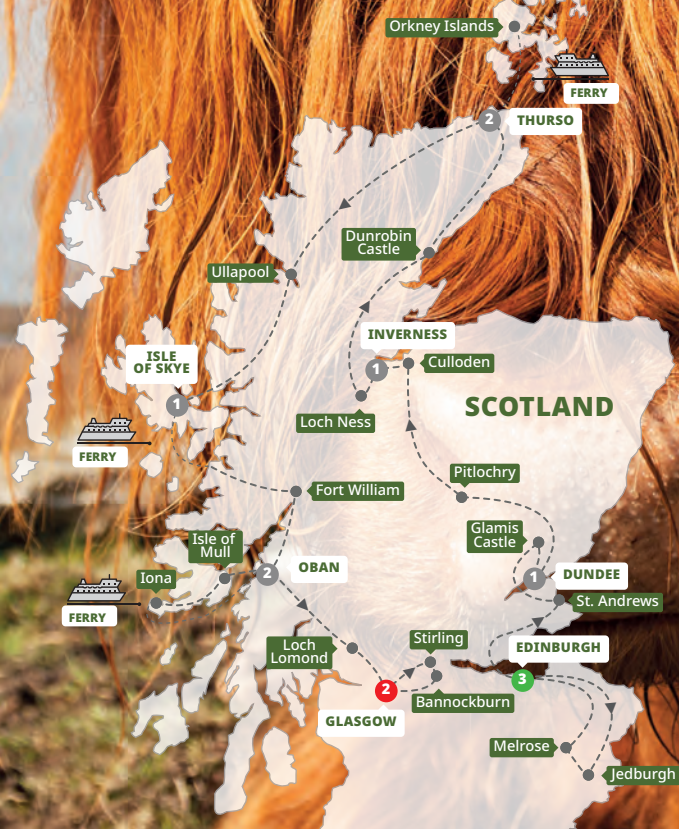 Orkney Islands
FERRY
2
THURSO
Dunrobin
Castle
Ullapool
INVERNESS
ISLE
OF SKYE
1
Culloden
1
SCOTLAND
Loch Ness
FERRY
Pitlochry
Fort William
Glamis
Castle
Isle of
Mull
Iona
2
OBAN
1
DUNDEE
St. Andrews
FERRY
Stirling
Loch
Lomond
EDINBURGH
3
2
Bannockburn
GLASGOW
Melrose
Jedburgh